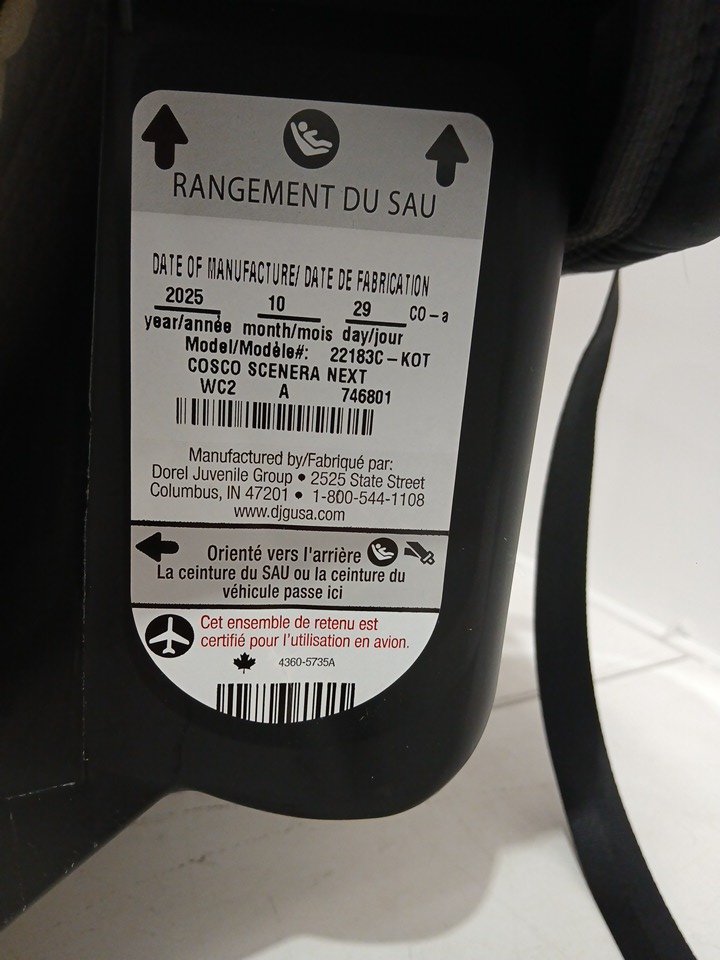 RANGEMENT DU SAU
DATE OF MANUFACTURE/ DATE DE FABRICATION
2025 10 29 CO-a
year/année month/mois day/jour
Model/Modèle#: 22183C-KOT
COSCO SCENERA NEXT
WC2 A 746801
Manufactured by/Fabriqué par:
Dorel Juvenile Group • 2525 State Street
Columbus, IN 47201 • 1-800-544-1108
www.djgusa.com
Orienté vers l'arrière
La ceinture du SAU ou la ceinture du
véhicule passe ici
Cet ensemble de retenu est
certifié pour l'utilisation en avion.
4360-5735A